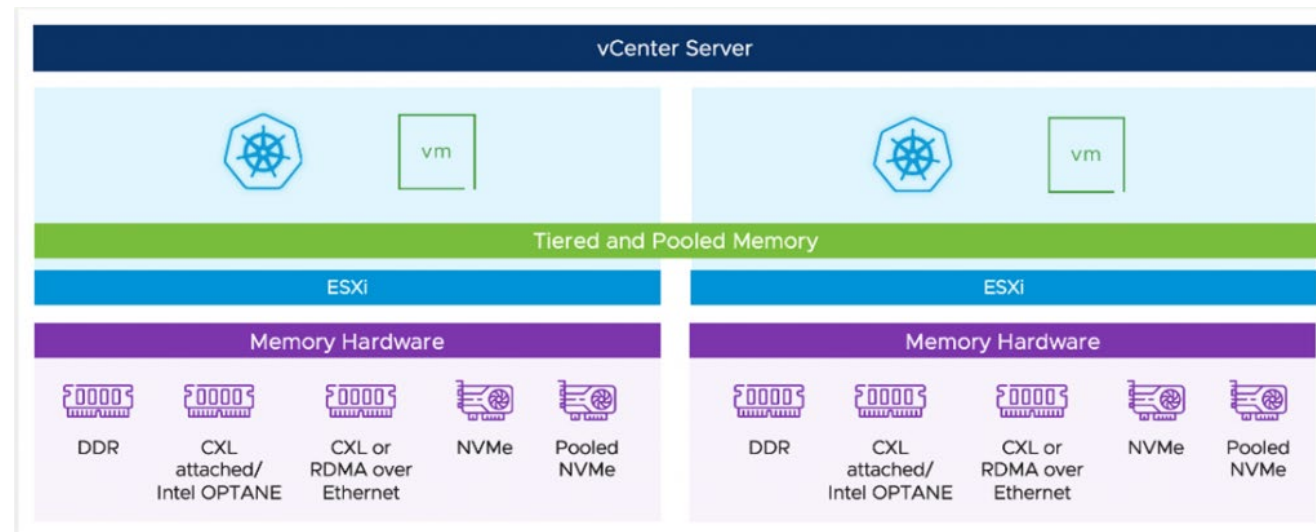 vCenter Server
vm
vm
Tiered and Pooled Memory
ESXi
ESXi
Memory Hardware
Memory Hardware
DDR
CXL
attached/
Intel OPTANE
CXL or
RDMA over
Ethernet
NVMe
Pooled
NVMe
DDR
CXL
attached/
Intel OPTANE
CXL or
RDMA over
Ethernet
NVMe
Pooled
NVMe